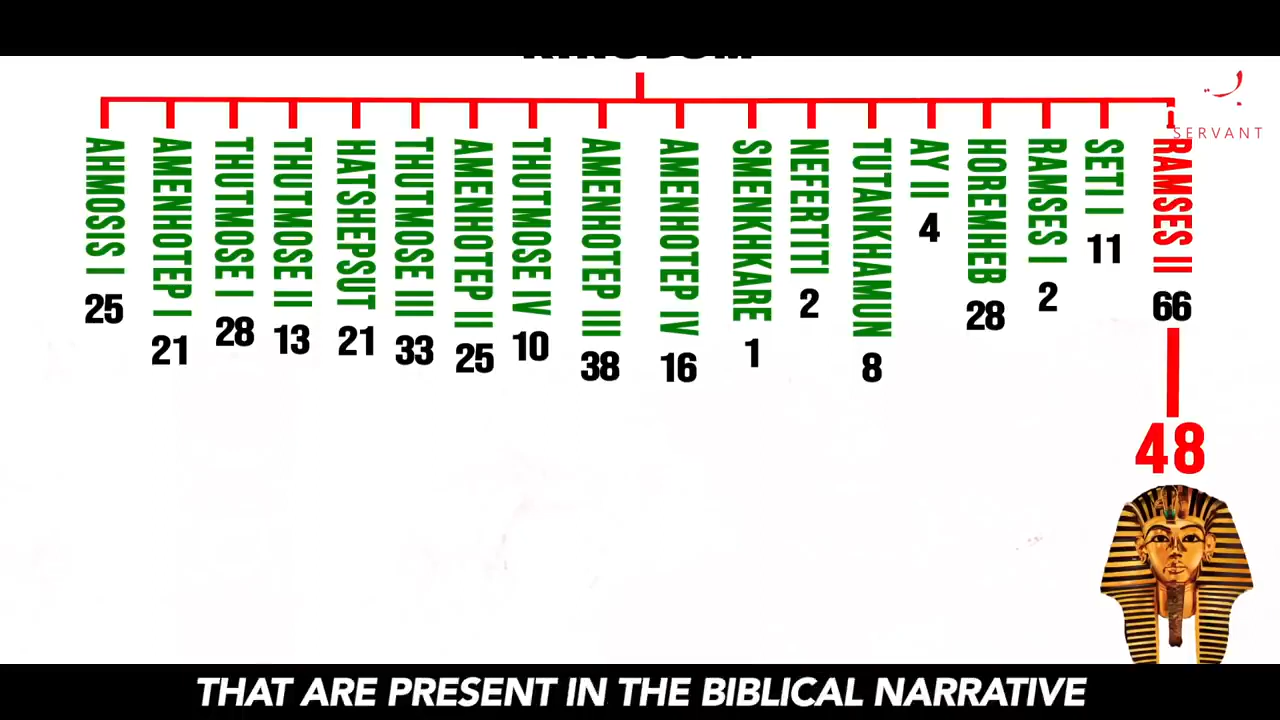 KINGDOM
SERVANT
AHMOSIS I
25
AMENHOTEP I
21
THUTMOSE I
28
THUTMOSE II
13
HATSHEPSUT
21
THUTMOSE III
33
AMENHOTEP II
25
THUTMOSE IV
10
AMENHOTEP III
38
AMENHOTEP IV
16
SMENKHKARE
1
NEFERTITI
2
TUTANKHAMUN
8
AY II
4
HOREMHEB
28
RAMSES I
2
SETI I
11
RAMSES II
66
48
THAT ARE PRESENT IN THE BIBLICAL NARRATIVE